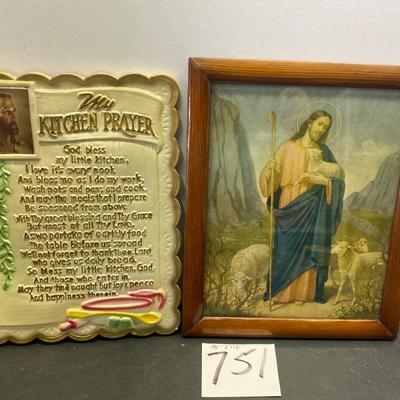 My
KITCHEN PRAYER
God bless
my little kitchen,
I love it's every nook
And bless me as I do my work,
Wash pots and pans and cook.
And may the meals that I prepare
Be seasoned from above
With Thy great blessing and Thy Grace
But most of all Thy Love.
As we partake of earthly food
The table before us spread
We'll not forget to thank Thee, Lord
who gives us daily bread.
So bless my little kitchen, God,
And those who enter in,
May they find naught but joy & peace
And happiness therein.
751